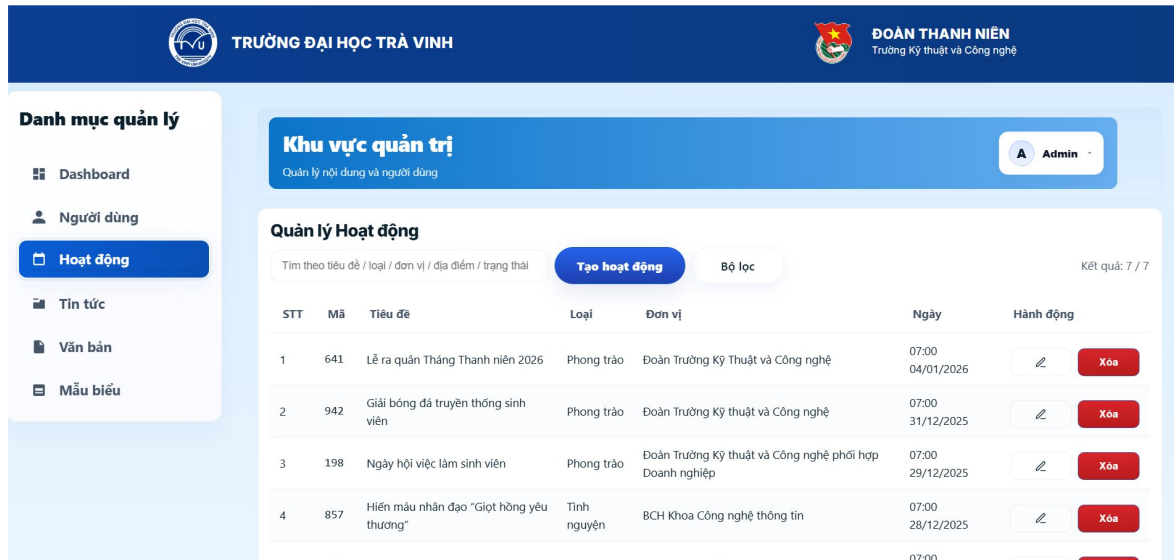 TRƯỜNG ĐẠI HỌC TRÀ VINH
ĐOÀN THANH NIÊN
Trường Kỹ thuật và Công nghệ
Danh mục quản lý
Dashboard
Người dùng
Hoạt động
Tin tức
Văn bản
Mẫu biểu
Khu vực quản trị
Quản lý nội dung và người dùng
A Admin
Quản lý Hoạt động
Tìm theo tiêu đề / loại / đơn vị / địa điểm / trạng thái
Tạo hoạt động
Bộ lọc
Kết quả: 7 / 7
STT Mã Tiêu đề Loại Đơn vị Ngày Hành động
1 641 Lễ ra quân Tháng Thanh niên 2026 Phong trào Đoàn Trường Kỹ Thuật và Công nghệ 07:00
04/01/2026
Xóa
2 942 Giải bóng đá truyền thống sinh
viên
Phong trào Đoàn Trường Kỹ thuật và Công nghệ 07:00
31/12/2025
Xóa
3 198 Ngày hội việc làm sinh viên Phong trào Đoàn Trường Kỹ thuật và Công nghệ phối hợp
Doanh nghiệp
07:00
29/12/2025
Xóa
4 857 Hiến máu nhân đạo "Giọt hồng yêu
thương"
Tình
nguyện
BCH Khoa Công nghệ thông tin 07:00
28/12/2025
Xóa
07:00